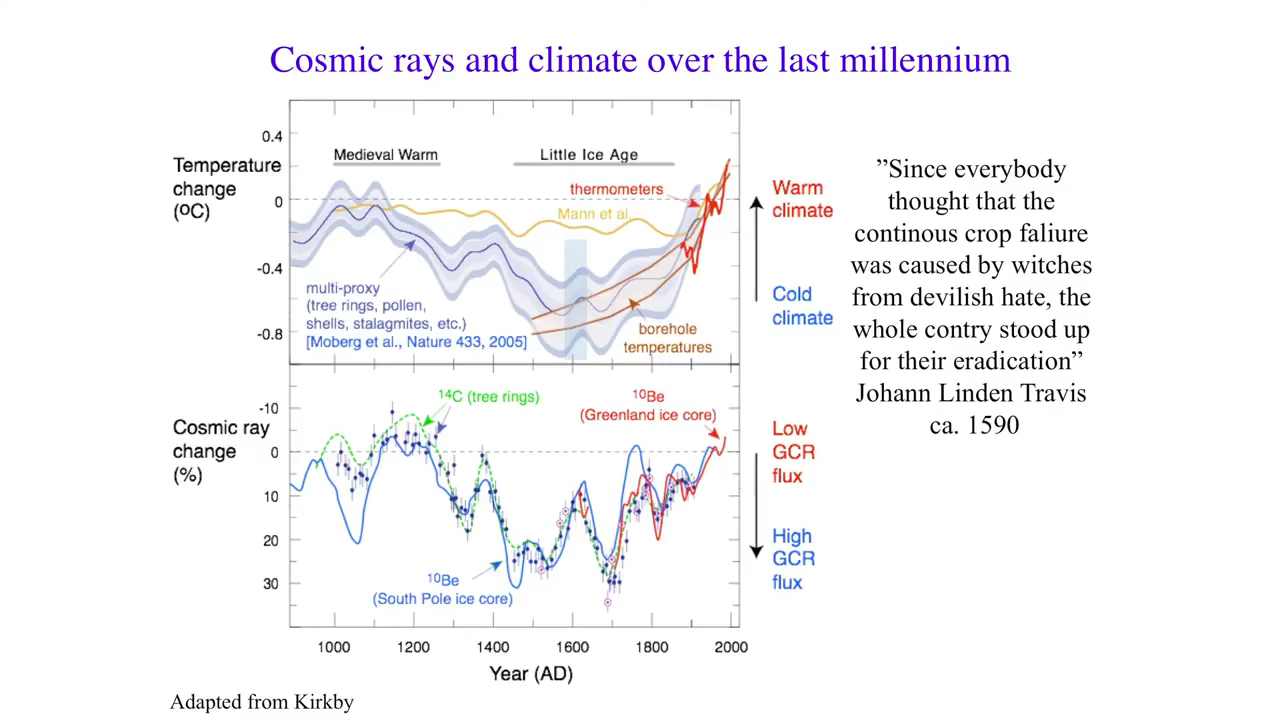 Cosmic rays and climate over the last millennium
0.4
0
-0.4
-0.8
Temperature
change
(oC)
Medieval Warm
Little Ice Age
thermometers
Mann et al.
multi-proxy
(tree rings, pollen,
shells, stalagmites, etc.)
[Moberg et al., Nature 433, 2005]
borehole
temperatures
Warm
climate
Cold
climate
”Since everybody
thought that the
continous crop faliure
was caused by witches
from devilish hate, the
whole contry stood up
for their eradication”
Johann Linden Travis
ca. 1590
Cosmic ray
change
(%)
-10
0
10
20
30
14C (tree rings)
10Be
(Greenland ice core)
10Be
(South Pole ice core)
Low
GCR
flux
High
GCR
flux
1000 1200 1400 1600 1800 2000
Year (AD)
Adapted from Kirkby